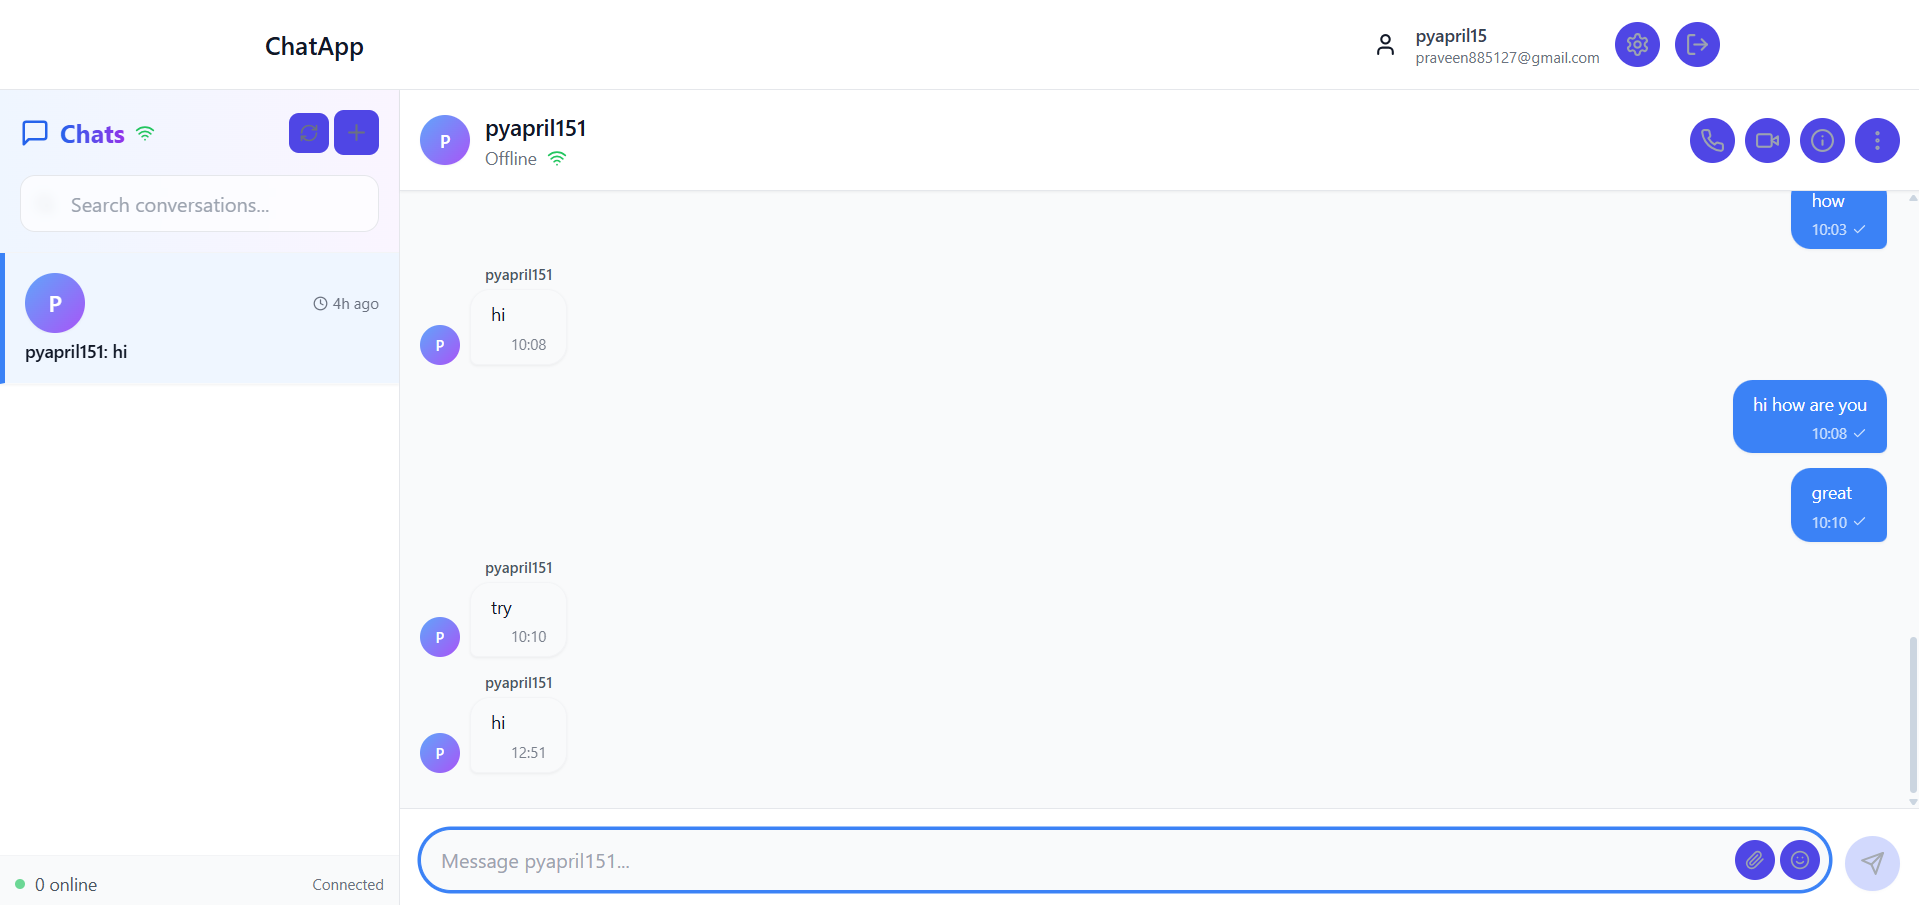 ChatApp
pyapril15
praveen885127@gmail.com
Chats
Search conversations...
P
4h ago
pyapril151: hi
0 online
Connected
P
pyapril151
Offline
how
10:03
pyapril151
hi
10:08
P
hi how are you
10:08
great
10:10
pyapril151
try
10:10
P
pyapril151
hi
12:51
P
Message pyapril151...